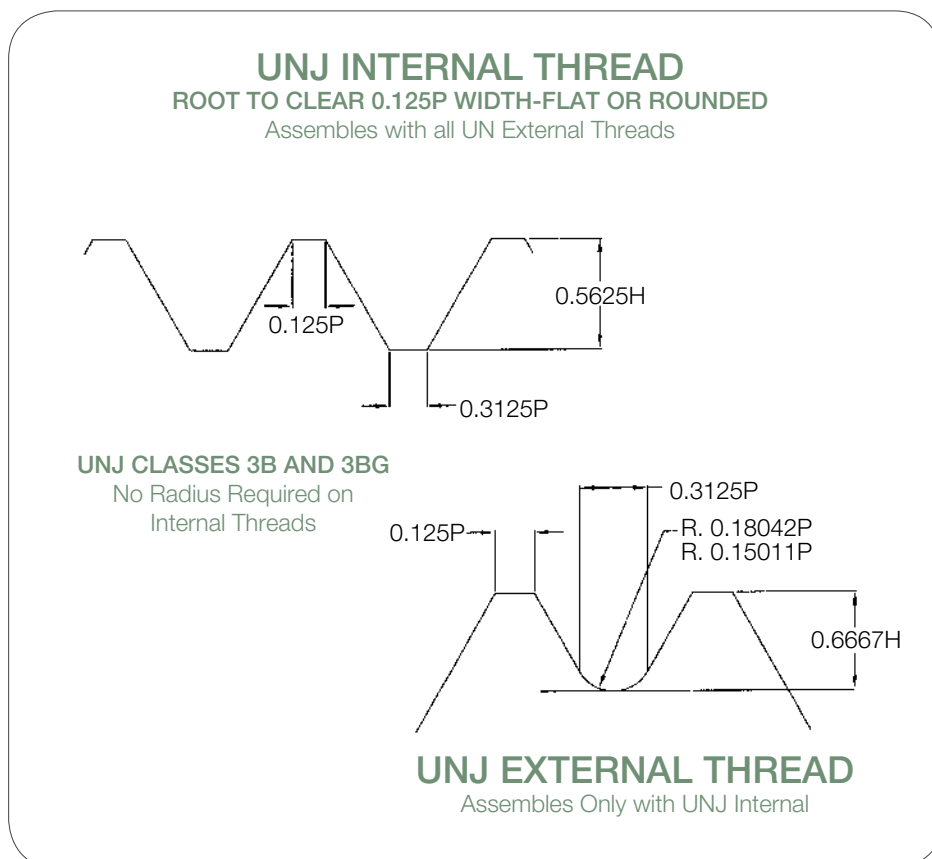 UNJ INTERNAL THREAD
ROOT TO CLEAR 0.125P WIDTH-FLAT OR ROUNDED
Assembles with all UN External Threads
0.5625H
0.125P
0.3125P
UNJ CLASSES 3B AND 3BG
No Radius Required on
Internal Threads
0.3125P
0.125P
R. 0.18042P
R. 0.15011P
0.6667H
UNJ EXTERNAL THREAD
Assembles Only with UNJ Internal